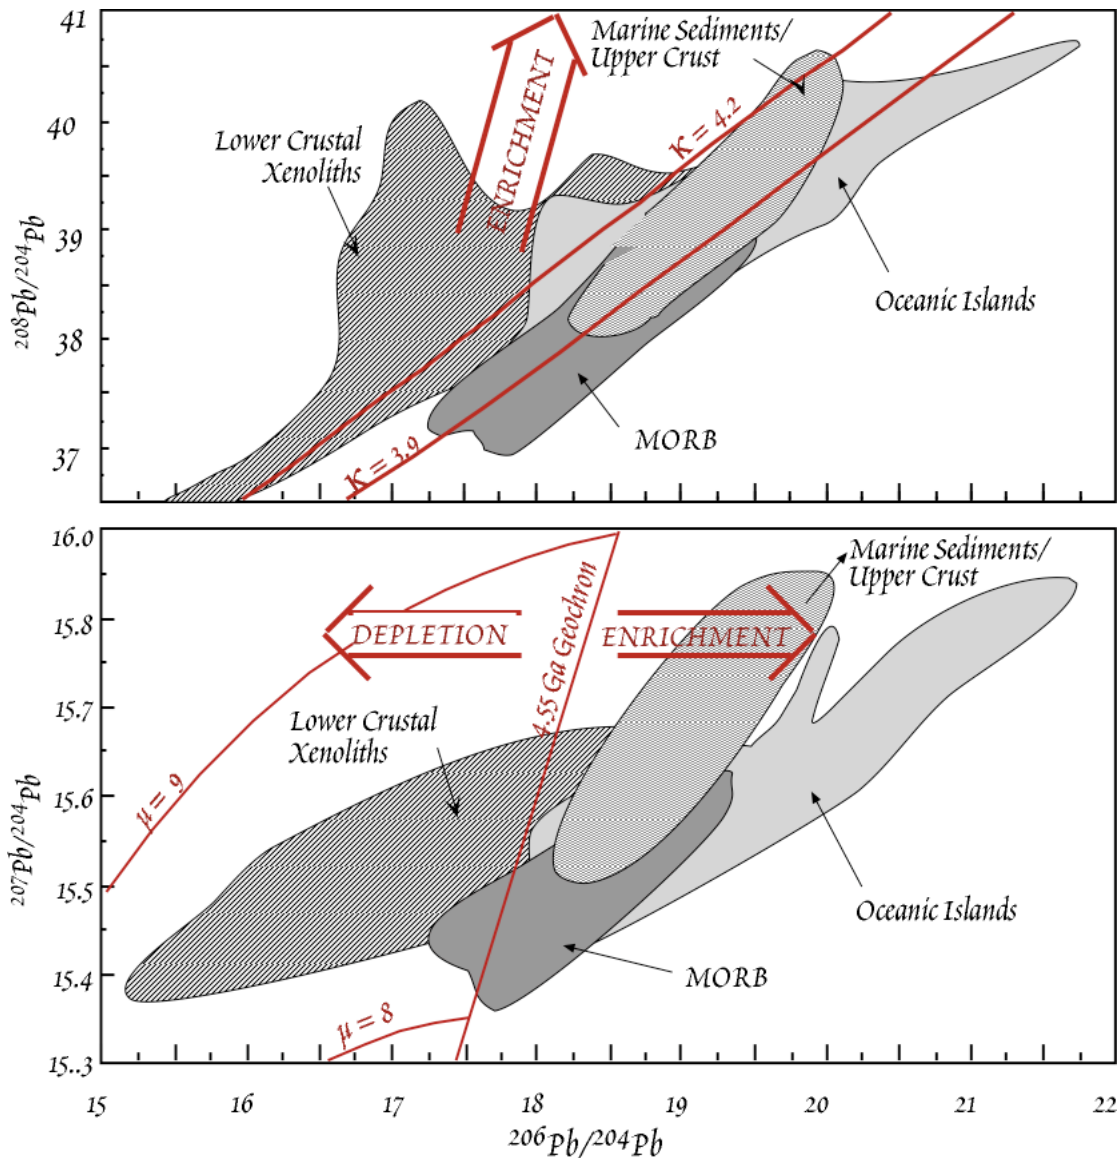 41
40
39
38
37
²⁰⁸Pb/²⁰⁴Pb
Lower Crustal
Xenoliths
ENRICHMENT
Marine Sediments/
Upper Crust
K = 4.2
K = 3.9
Oceanic Islands
MORB
16.0
15.8
15.7
15.6
15.5
15.4
15..3
²⁰⁷Pb/²⁰⁴Pb
µ = 9
DEPLETION
4.55 Ga Geochron
ENRICHMENT
Marine Sediments/
Upper Crust
Lower Crustal
Xenoliths
Oceanic Islands
MORB
µ = 8
15 16 17 18 19 20 21 22
²⁰⁶Pb/²⁰⁴Pb